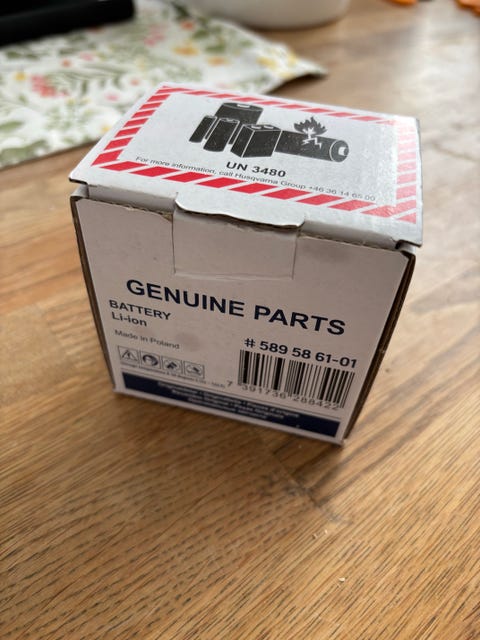 UN 3480
For more information, call Husqvarna Group +46 36 14 65 00
GENUINE PARTS
BATTERY
Li-ion
# 589 58 61-01
Made in Poland
7 391736 288422